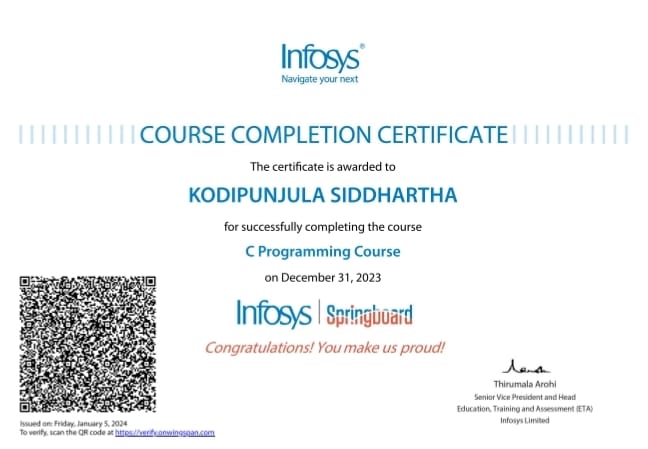 Infosys®
Navigate your next
COURSE COMPLETION CERTIFICATE
The certificate is awarded to
KODIPUNJULA SIDDHARTHA
for successfully completing the course
C Programming Course
on December 31, 2023
Infosys | Springboard
Congratulations! You make us proud!
Thirumala Arohi
Senior Vice President and Head
Education, Training and Assessment (ETA)
Infosys Limited
Issued on: Friday, January 5, 2024
To verify, scan the QR code at https://verify.onwingspan.com